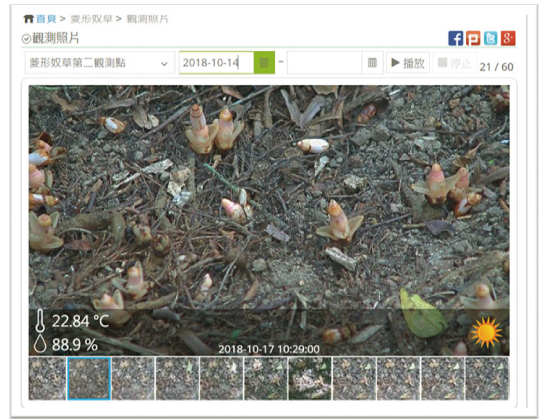 首頁 > 菱形奴草 > 觀測照片
觀測照片
菱形奴草第二觀測點 2018-10-14 ~ 播放 停止 21 / 60
22.84 °C
88.9 %
2018-10-17 10:29:00